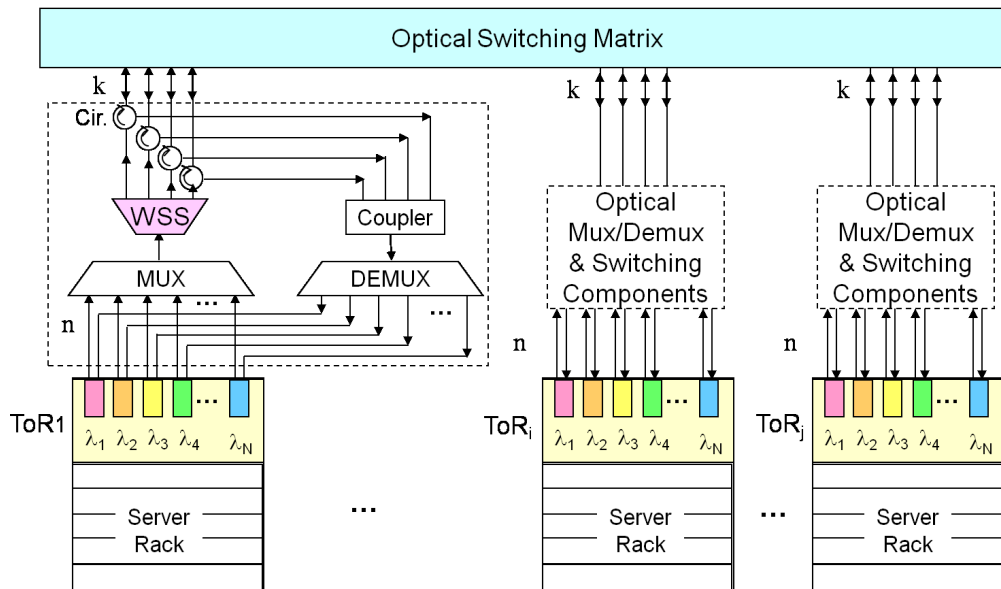 Optical Switching Matrix
k
k
k
Cir.
WSS
Coupler
Optical
Mux/Demux
& Switching
Components
Optical
Mux/Demux
& Switching
Components
MUX
DEMUX
...
...
n
n
n
ToR1
λ1 λ2 λ3 λ4 ... λN
ToRi
λ1 λ2 λ3 λ4 ... λN
ToRj
λ1 λ2 λ3 λ4 ... λN
Server
Rack
...
Server
Rack
...
Server
Rack